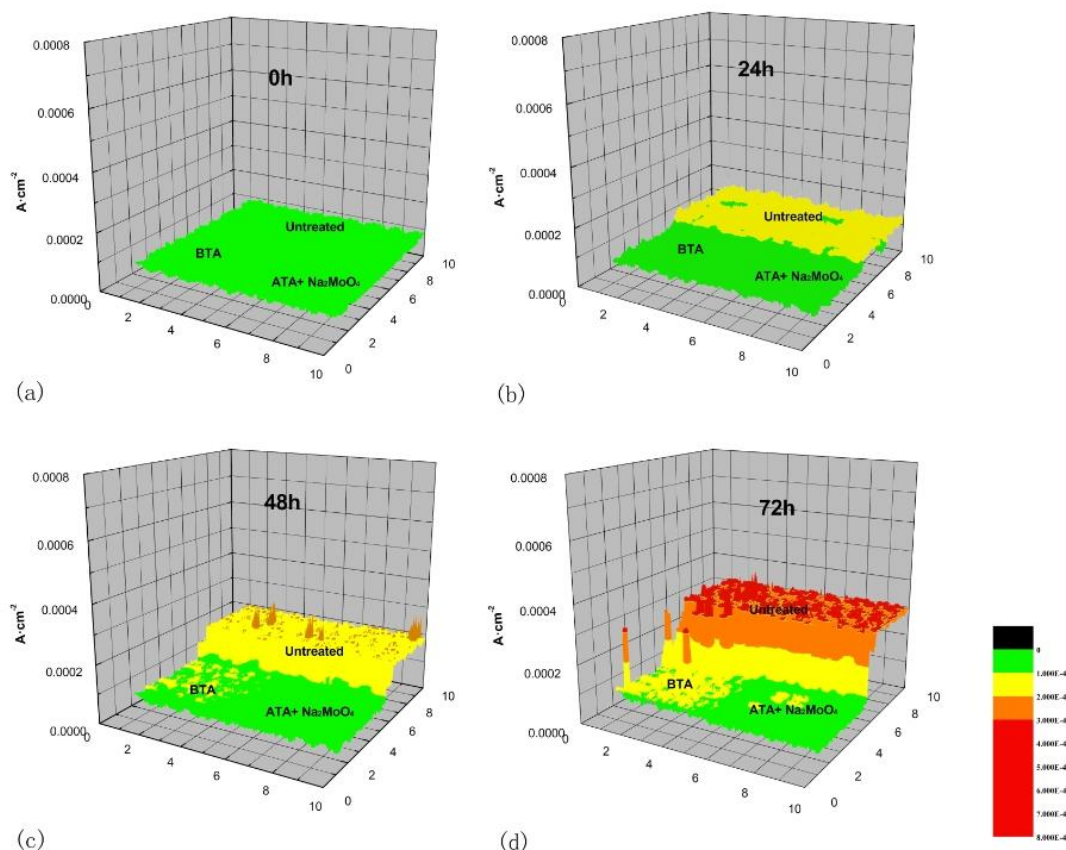 0.0008
0.0006
0.0004
0.0002
0.0000
A·cm⁻²
0h
Untreated
BTA
ATA+ Na₂MoO₄
0
2
4
6
8
10
0
2
4
6
8
10
(a)
0.0008
0.0006
0.0004
0.0002
0.0000
A·cm⁻²
24h
Untreated
BTA
ATA+ Na₂MoO₄
0
2
4
6
8
10
0
2
4
6
8
10
(b)
0.0008
0.0006
0.0004
0.0002
0.0000
A·cm⁻²
48h
Untreated
BTA
ATA+ Na₂MoO₄
0
2
4
6
8
10
0
2
4
6
8
10
(c)
0.0008
0.0006
0.0004
0.0002
0.0000
A·cm⁻²
72h
Untreated
BTA
ATA+ Na₂MoO₄
0
2
4
6
8
10
0
2
4
6
8
10
(d)
0
1.000E-4
2.000E-4
3.000E-4
4.000E-4
5.000E-4
6.000E-4
7.000E-4
8.000E-4